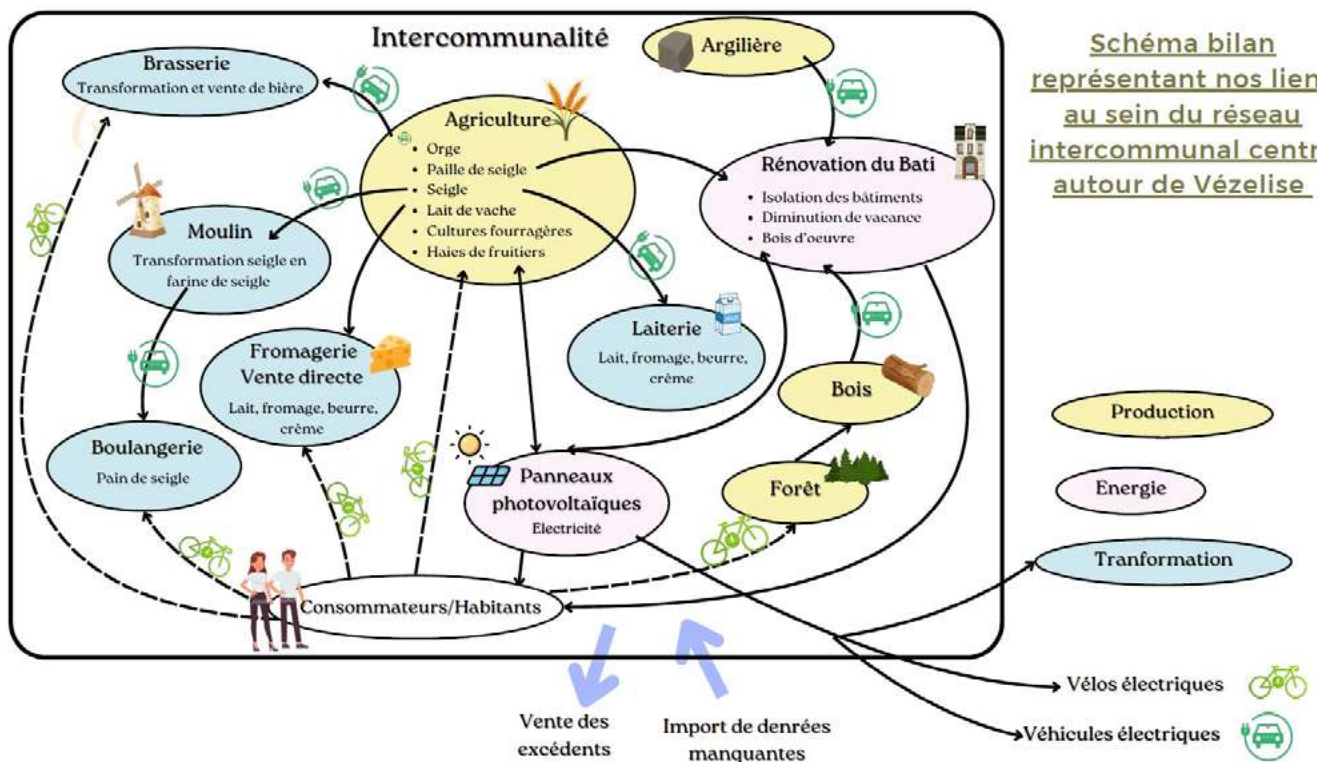 Intercommunalité
Schéma bilan
représentant nos lien
au sein du réseau
intercommunal centr
autour de Vézelise
Brasserie
Transformation et vente de bière
Argilière
Agriculture
• Orge
• Paille de seigle
• Seigle
• Lait de vache
• Cultures fourragères
• Haies de fruitiers
Rénovation du Bati
• Isolation des bâtiments
• Diminution de vacance
• Bois d'oeuvre
Moulin
Transformation seigle en
farine de seigle
Fromagerie
Vente directe
Lait, fromage, beurre,
crème
Laiterie
Lait, fromage, beurre,
crème
Bois
Boulangerie
Pain de seigle
Panneaux
photovoltaïques
Electricité
Forêt
Consommateurs/Habitants
Production
Energie
Tranformation
Vente des
excédents
Import de denrées
manquantes
Vélos électriques
Véhicules électriques